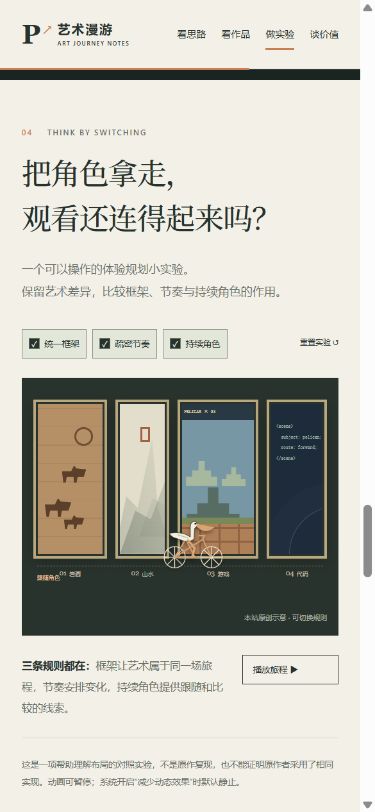 P↗ 艺术漫游
ART JOURNEY NOTES
看思路 看作品 做实验 谈价值
04 THINK BY SWITCHING
把角色拿走，
观看还连得起来吗？
一个可以操作的体验规划小实验。
保留艺术差异，比较框架、节奏与持续角色的作用。
统一框架 疏密节奏 持续角色 重置实验 ↺
PELICAN × 03
(scene)
subject: pelican;
route: forward;
(/scene)
01 岩画 02 山水 03 游戏 04 代码
跟随角色
本站原创示意 · 可切换规则
三条规则都在：框架让艺术属于同一场旅
程，节奏安排变化，持续角色提供跟随和比
较的线索。
播放旅程 ▶
这是一项帮助理解布局的对照实验，不是原作复现，也不能证明原作者采用了相同
实现。动画可暂停；系统开启“减少动态效果”时默认静止。